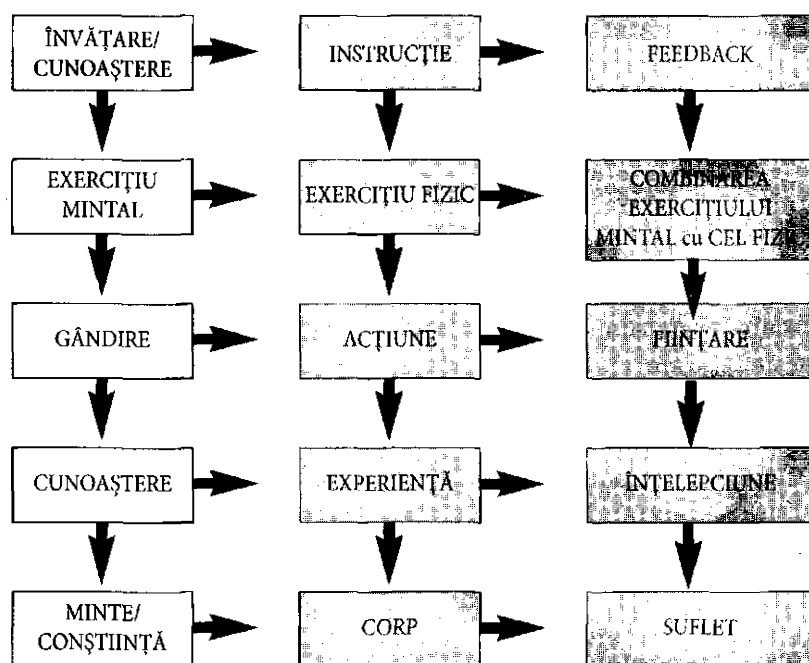 ÎNVĂȚARE/
CUNOAȘTERE
INSTRUCȚIE
FEEDBACK
EXERCIȚIU
MINTAL
EXERCIȚIU FIZIC
COMBINAREA
EXERCIȚIULUI
MINTAL cu CEL FIZIC
GÂNDIRE
ACȚIUNE
FIINȚARE
CUNOAȘTERE
EXPERIENȚĂ
ÎNȚELEPCIUNE
MINTE/
CONȘTIINȚĂ
CORP
SUFLET